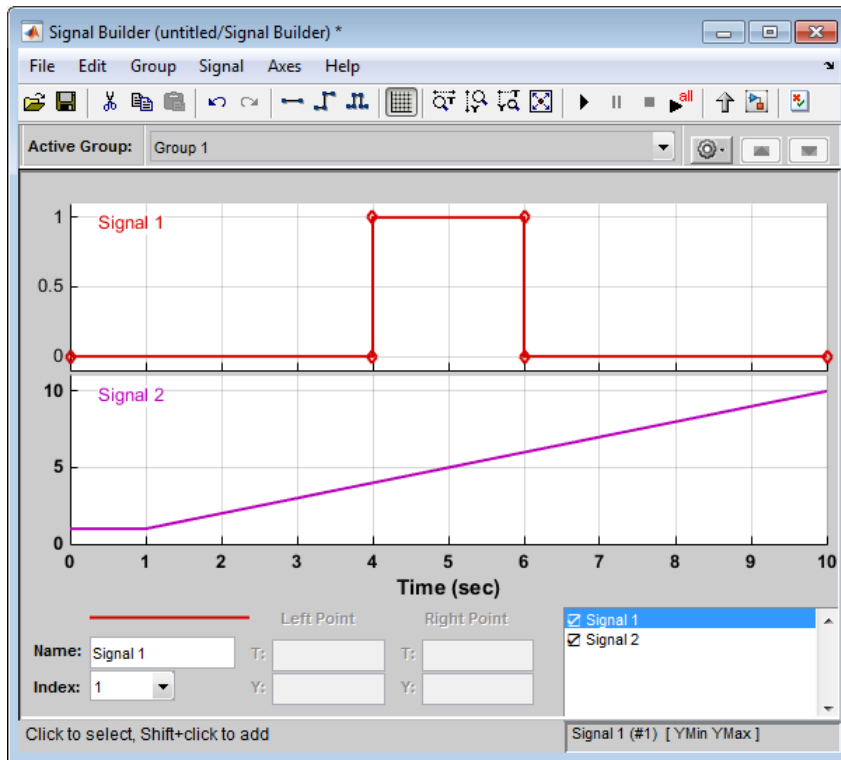 Signal Builder (untitled/Signal Builder) *
File Edit Group Signal Axes Help
all
Active Group: Group 1
1
Signal 1
0.5
0
10
Signal 2
5
0
0 1 2 3 4 5 6 7 8 9 10
Time (sec)
Left Point Right Point
Name: Signal 1 T: T:
Index: 1 Y: Y:
Signal 1
Signal 2
Click to select, Shift+click to add
Signal 1 (#1) [ YMin YMax ]